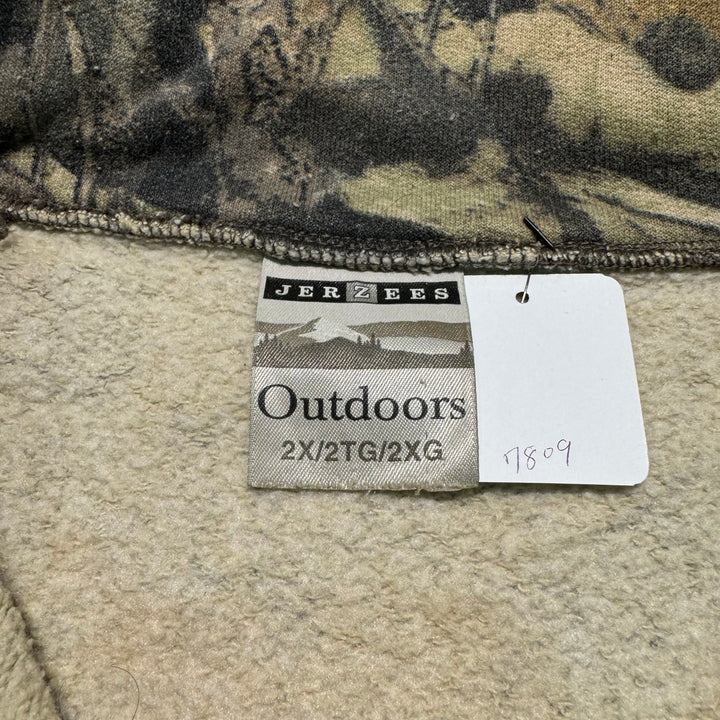 JERZEES
Outdoors
2X/2TG/2XG
7809